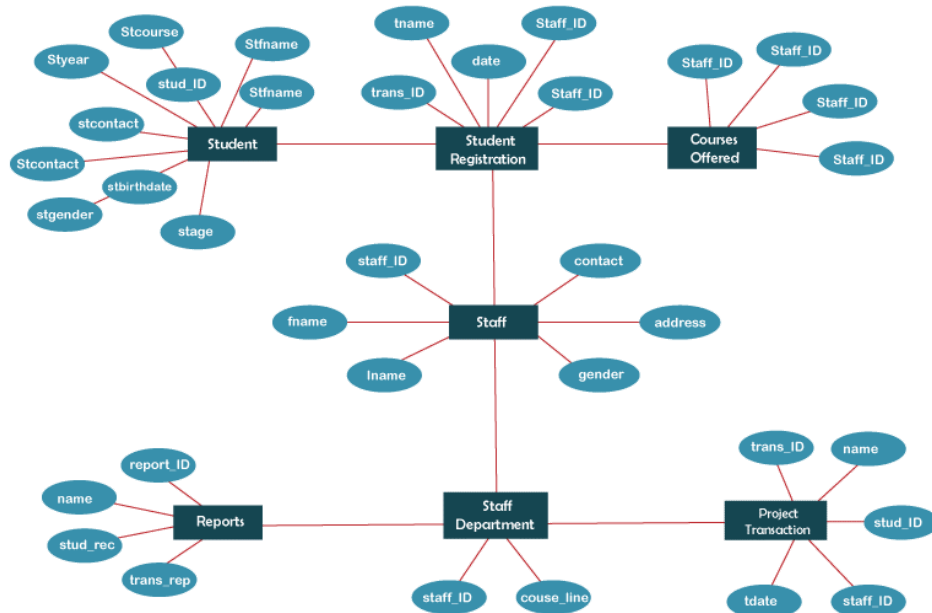 Stcourse
Stfname
Styear
stud_ID
Stfname
stcontact
Student
Stcontact
stbirthdate
stgender
stage
tname
Staff_ID
date
trans_ID
Staff_ID
Student
Registration
Staff_ID
Staff_ID
Staff_ID
Courses
Offered
Staff_ID
staff_ID
contact
fname
Staff
address
lname
gender
report_ID
name
Reports
stud_rec
trans_rep
Staff
Department
staff_ID
couse_line
trans_ID
name
Project
Transaction
stud_ID
tdate
staff_ID